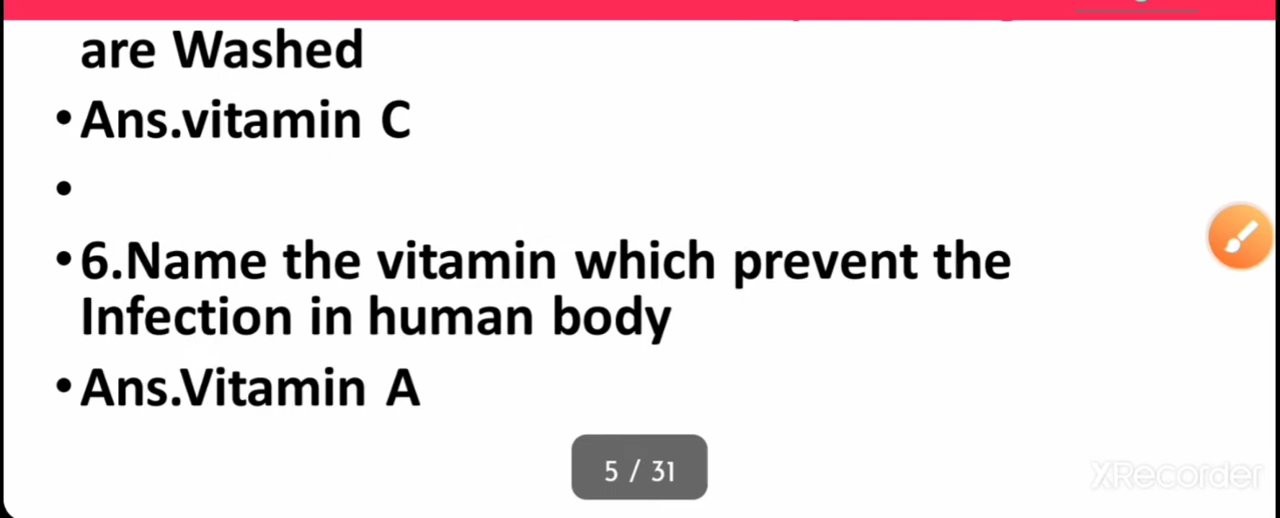 are Washed
•Ans.vitamin C
•
•6.Name the vitamin which prevent the
Infection in human body
•Ans.Vitamin A
5 / 31
XRecorder